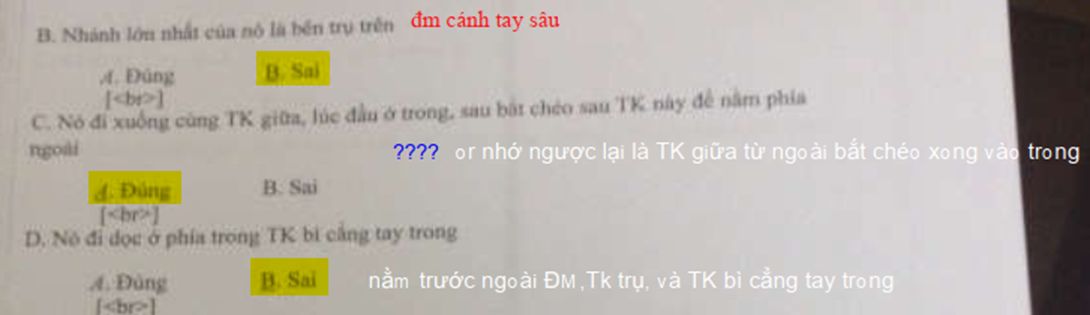 B. Nhánh lớn nhất của nó là bên trụ trên đm cánh tay sâu
A. Đúng B. Sai
[<br>]
C. Nó đi xuống cùng TK giữa, lúc đầu ở trong, sau bắt chéo sau TK này để nằm phía
ngoài ???? or nhớ ngược lại là TK giữa từ ngoài bắt chéo xong vào trong
A. Đúng B. Sai
[<br>]
D. Nó đi dọc ở phía trong TK bì cẳng tay trong
A. Đúng B. Sai nằm trước ngoài ĐM,Tk trụ, và TK bì cẳng tay trong
[<br>]